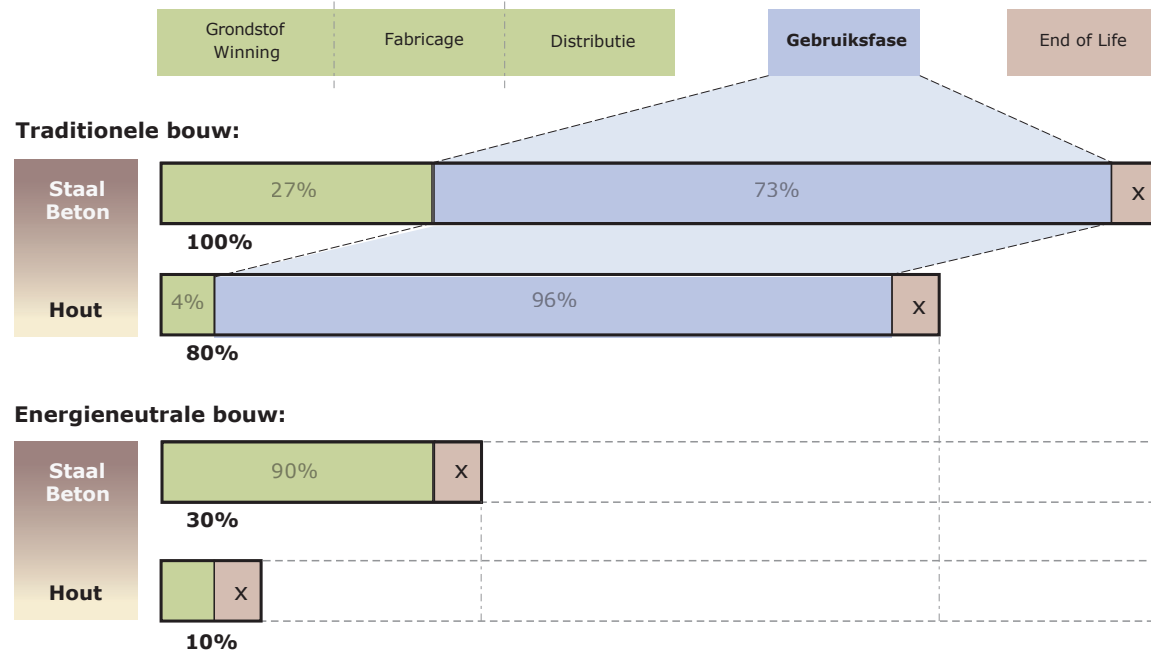 Grondstof
Winning
Fabricage
Distributie
Gebruiksfase
End of Life
Traditionele bouw:
Staal
Beton
27%
73%
x
100%
Hout
4%
96%
x
80%
Energieneutrale bouw:
Staal
Beton
90%
x
30%
Hout
x
10%